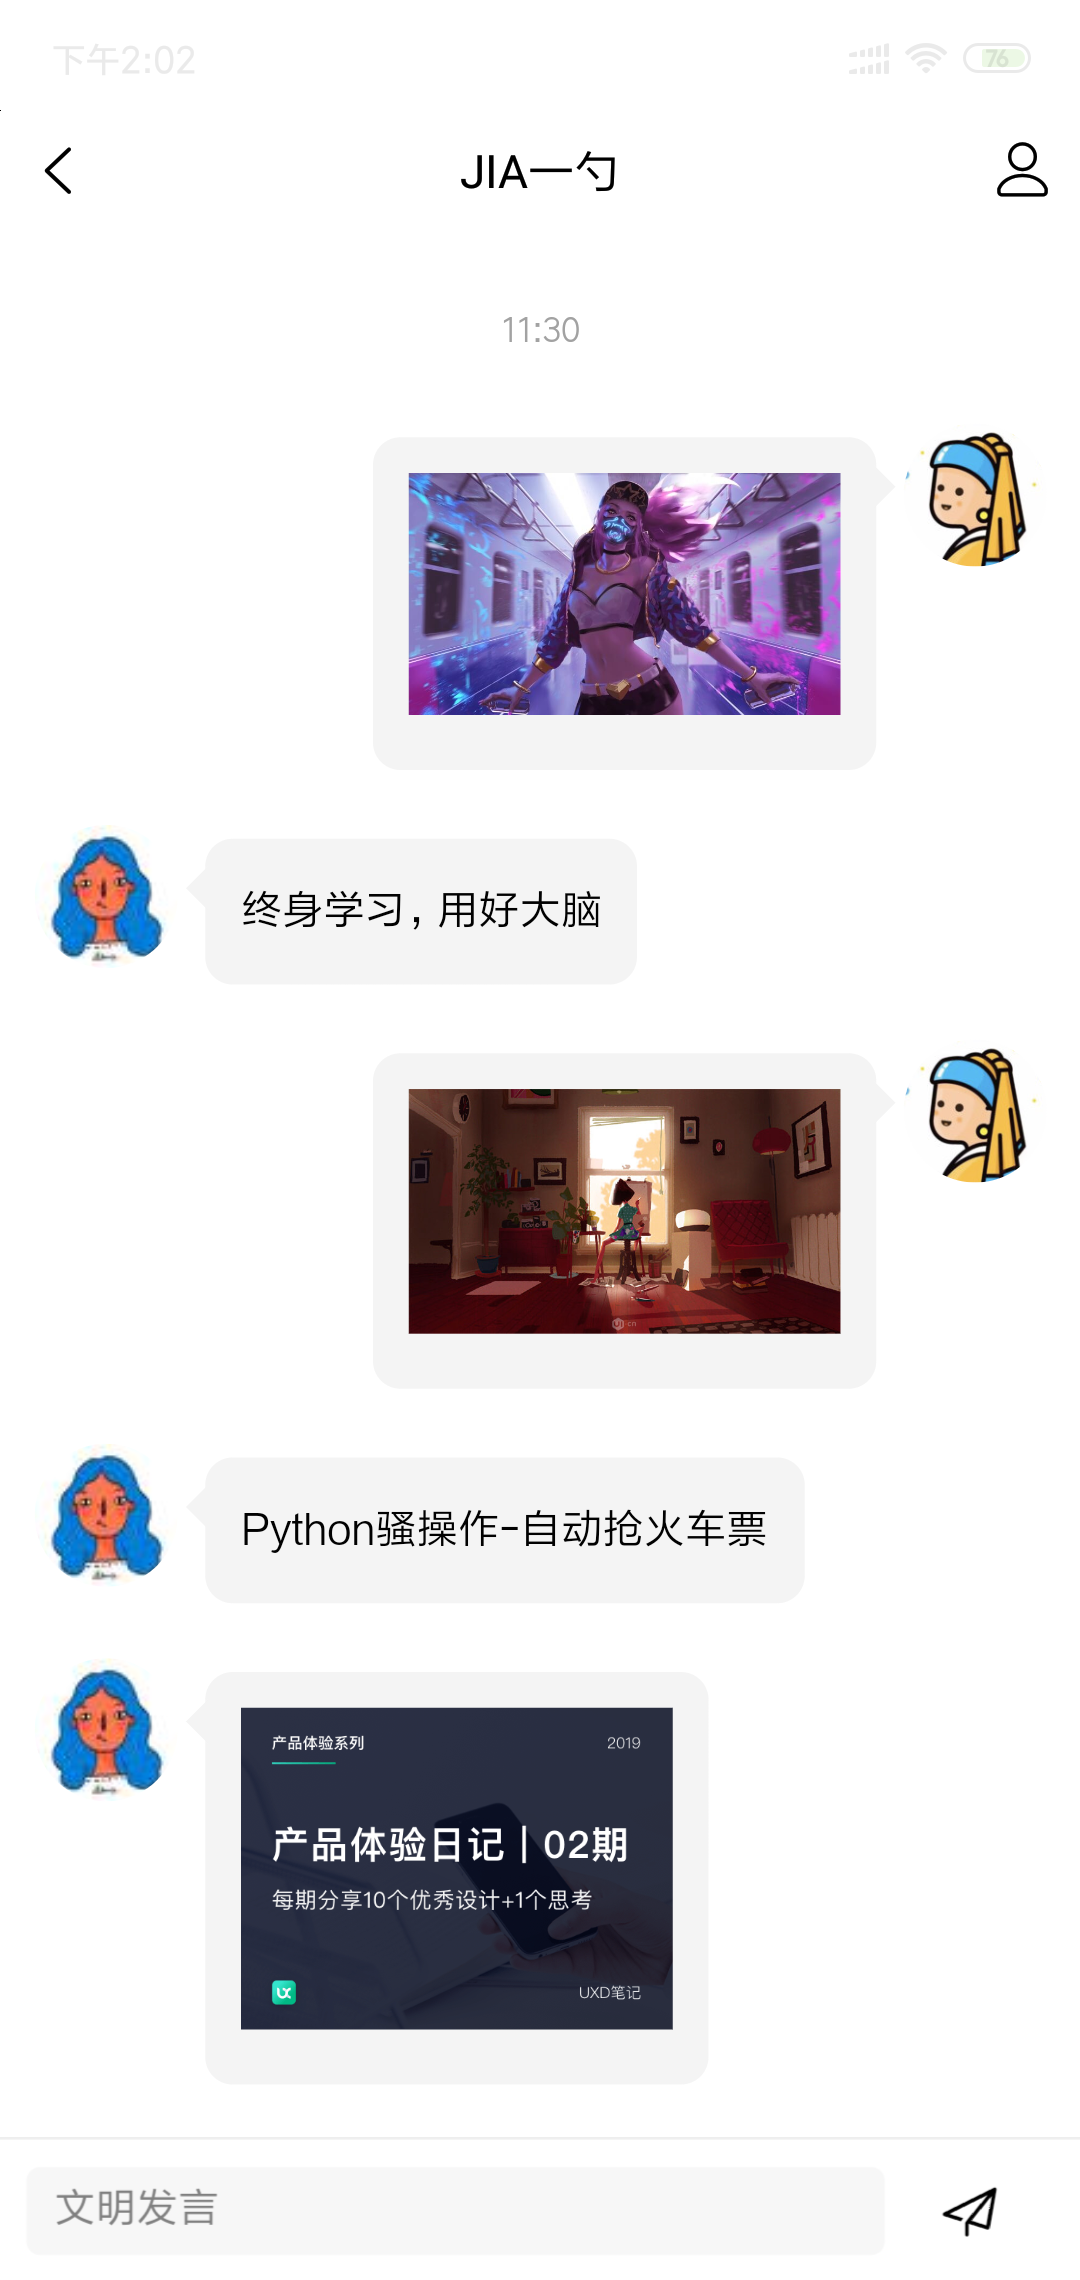 下午2:02
76
JIA一勺
11:30
终身学习，用好大脑
UI·cn
Python骚操作-自动抢火车票
产品体验系列
2019
产品体验日记 | 02期
每期分享10个优秀设计+1个思考
UX
UXD笔记
文明发言